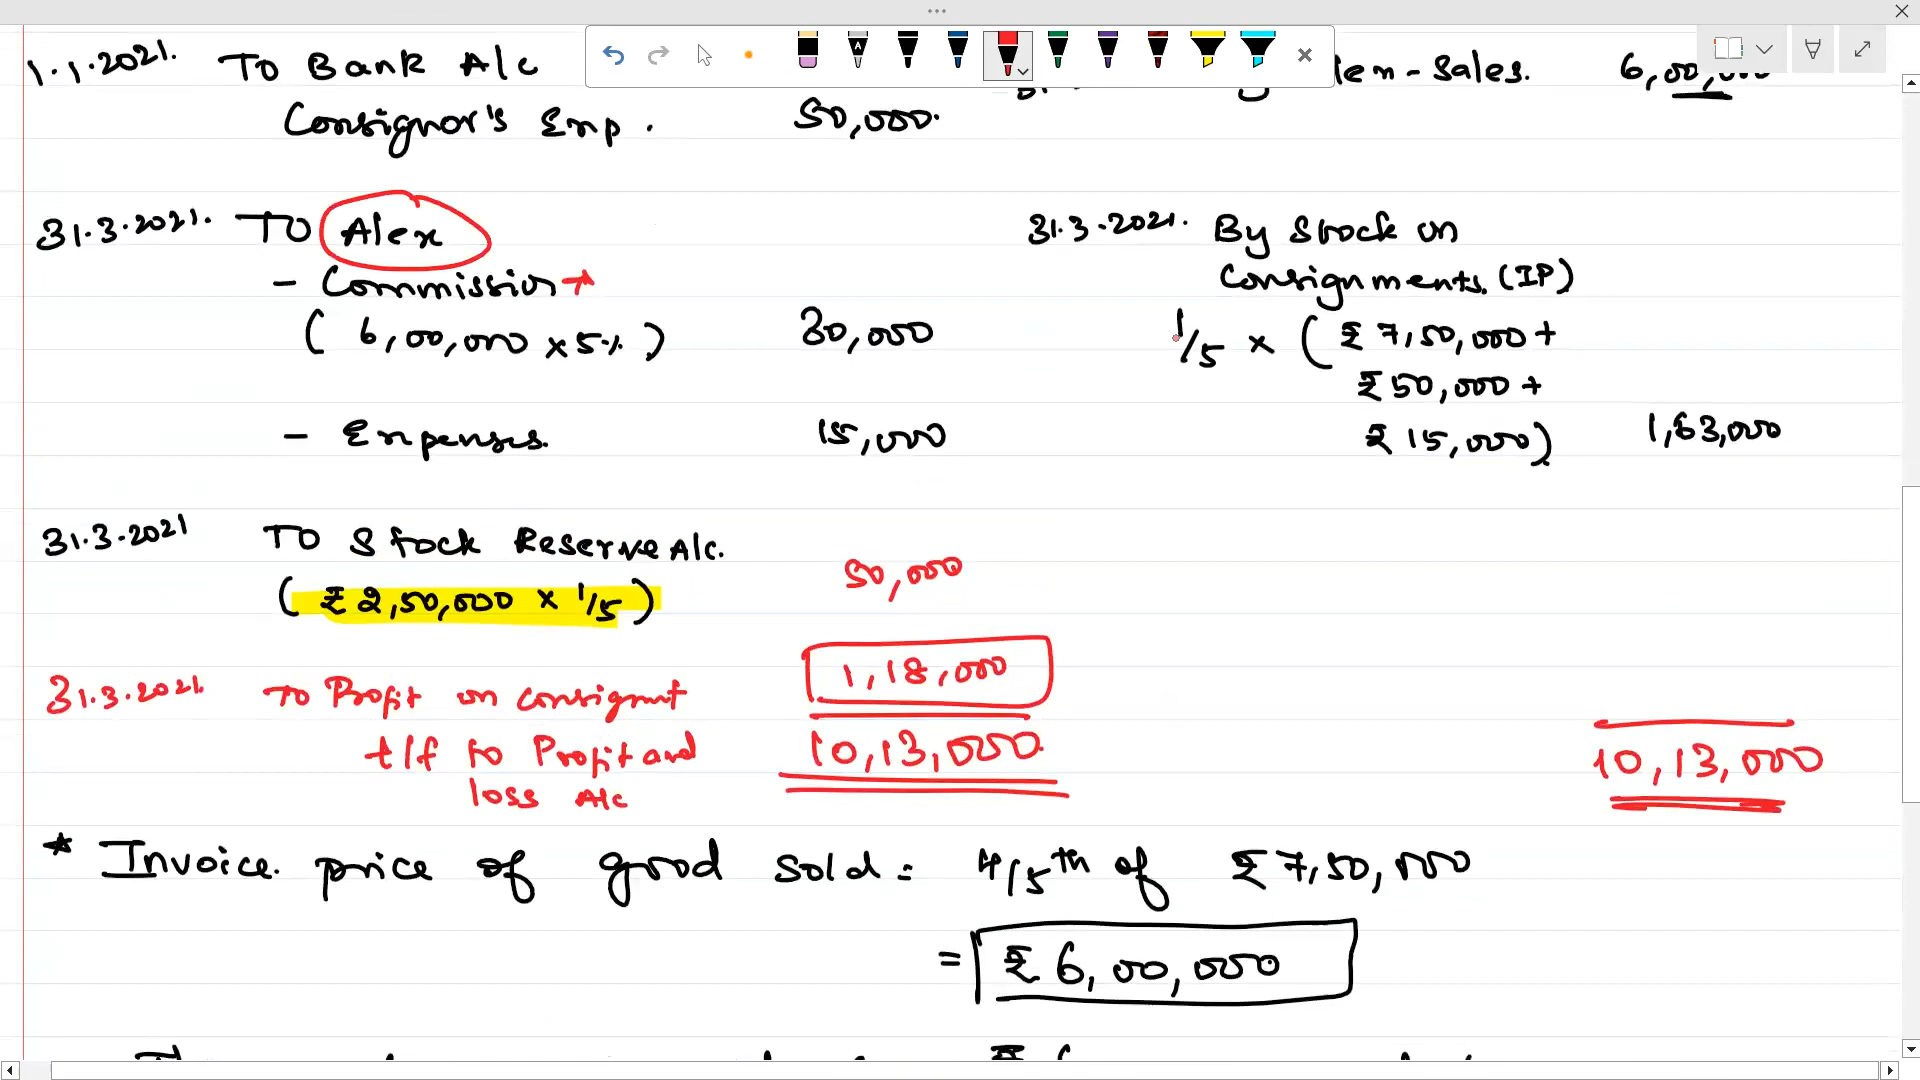 1.1.2021. To Bank A/c lex - Sales. 6,00,000
Consignor's Exp. 50,000.
31.3.2021. To Alex 31.3.2021. By Stock on
- Commission Consignments. (IP)
( 6,00,000 x 5% ) 30,000 1/5 x ( ₹ 7,50,000 +
₹ 50,000 +
- Expenses. 15,000 ₹ 15,000) 1,63,000
31.3.2021 To Stock Reserve A/c. 50,000
( ₹ 2,50,000 x 1/5 )
31.3.2021. To Profit on consignmt 1,18,000
t/f to Profit and 10,13,000. 10,13,000
loss A/c
* Invoice. price of good sold = 4/5th of ₹ 7,50,000
= ₹ 6,00,000